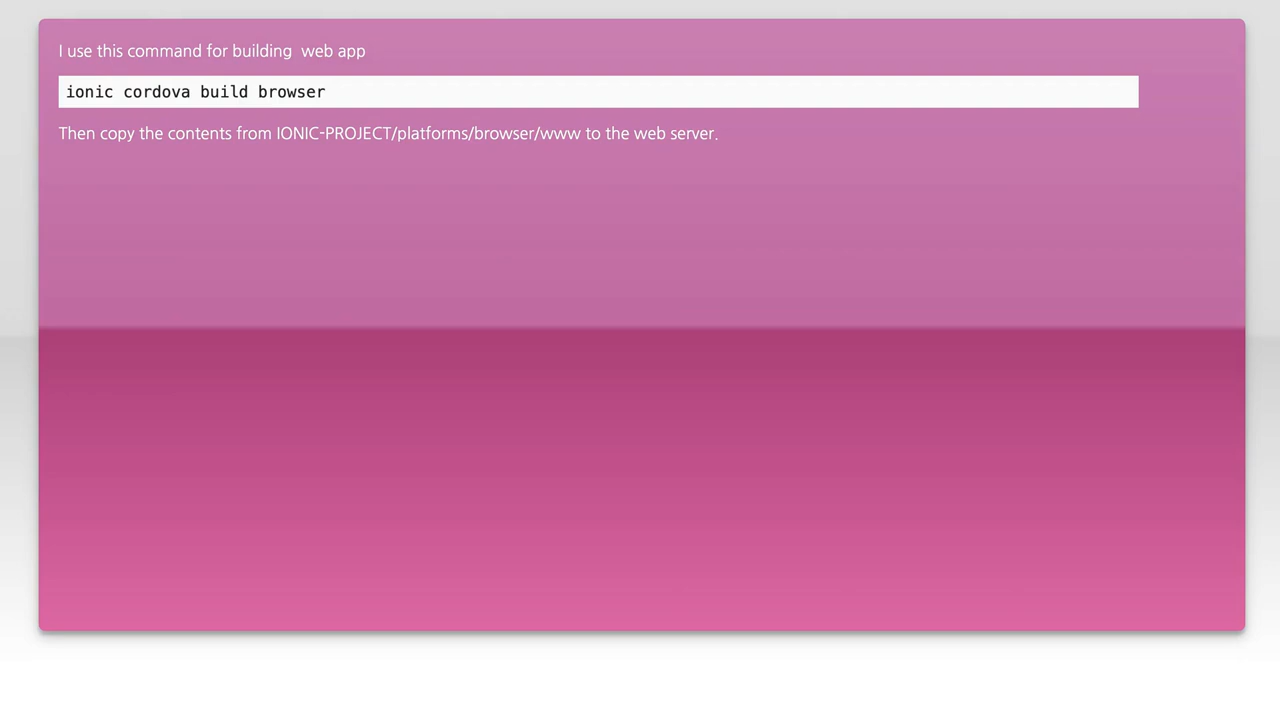 I use this command for building  web app
ionic cordova build browser
Then copy the contents from IONIC-PROJECT/platforms/browser/www to the web server.